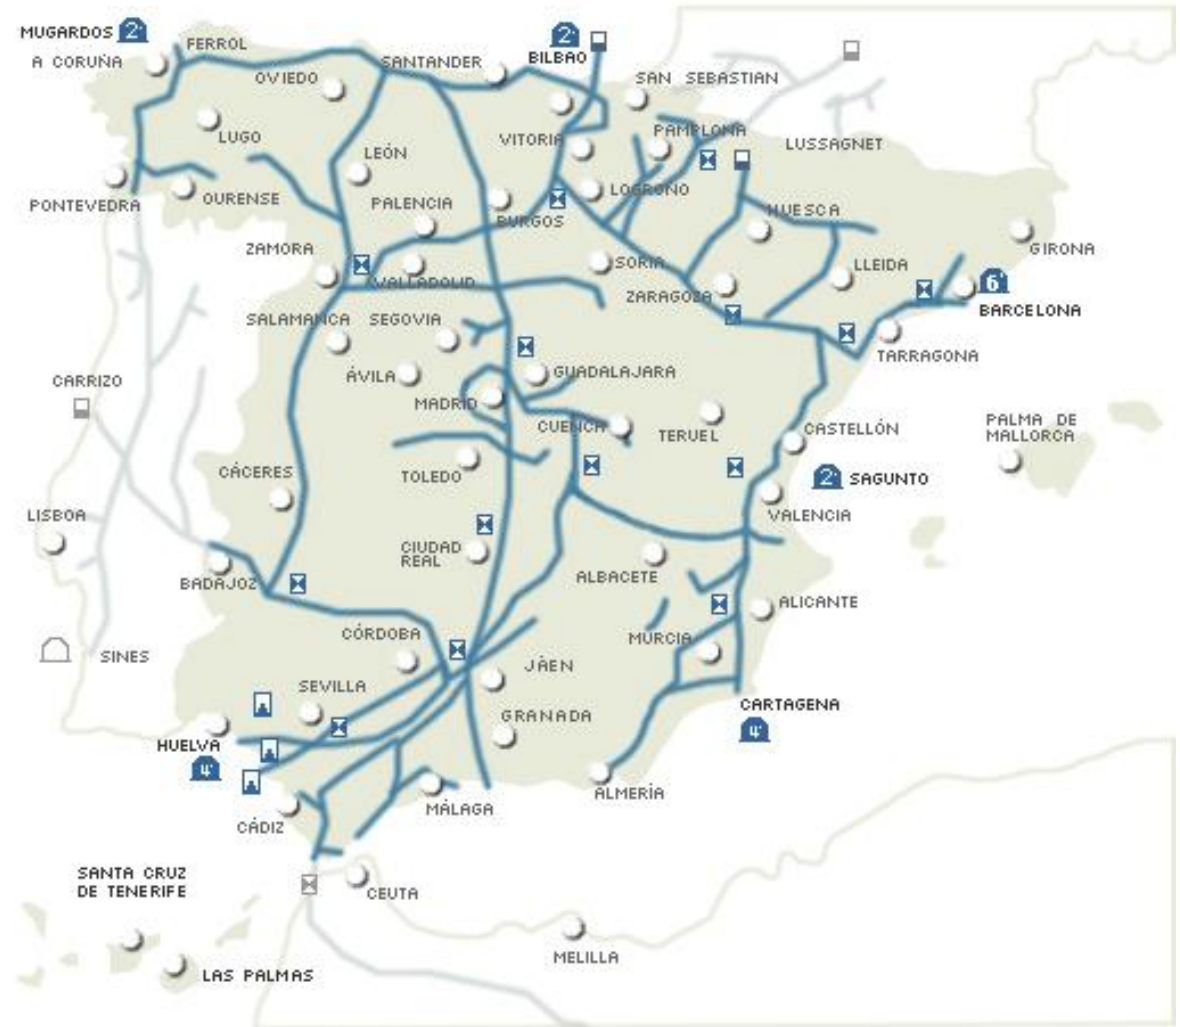 MUGARDOS 2
FERROL
A CORUÑA
OVIEDO
SANTANDER
2
BILBAO
SAN SEBASTIAN
LUGO
VITORIA
PAMPLONA
LUSSAGNET
LEÓN
PONTEVEDRA
OURENSE
PALENCIA
BURGOS
LOGROÑO
HUESCA
GIRONA
ZAMORA
VALLADOLID
SORIA
ZARAGOZA
LLEIDA
6
BARCELONA
SALAMANCA
SEGOVIA
TARRAGONA
ÁVILA
GUADALAJARA
CARRIZO
MADRID
CUENCA
TERUEL
CASTELLÓN
PALMA DE
MALLORCA
CÁCERES
TOLEDO
2
SAGUNTO
LISBOA
VALENCIA
CIUDAD
REAL
BADAJOZ
ALBACETE
ALICANTE
CÓRDOBA
MURCIA
SINES
JÁEN
SEVILLA
CARTAGENA
4
GRANADA
HUELVA
4
ALMERÍA
MÁLAGA
CÁDIZ
SANTA CRUZ
DE TENERIFE
CEUTA
MELILLA
LAS PALMAS